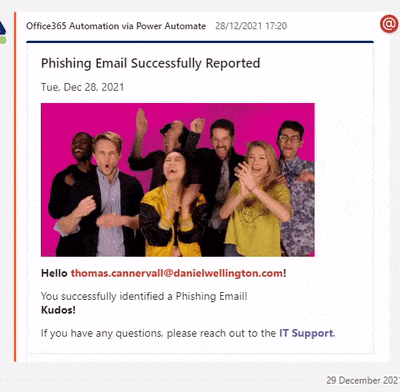 Office365 Automation via Power Automate 28/12/2021 17:20
Phishing Email Successfully Reported
Tue, Dec 28, 2021
Hello thomas.cannervall@danielwellington.com!
You successfully identified a Phishing Email!
Kudos!
If you have any questions, please reach out to the IT Support.
29 December 2021